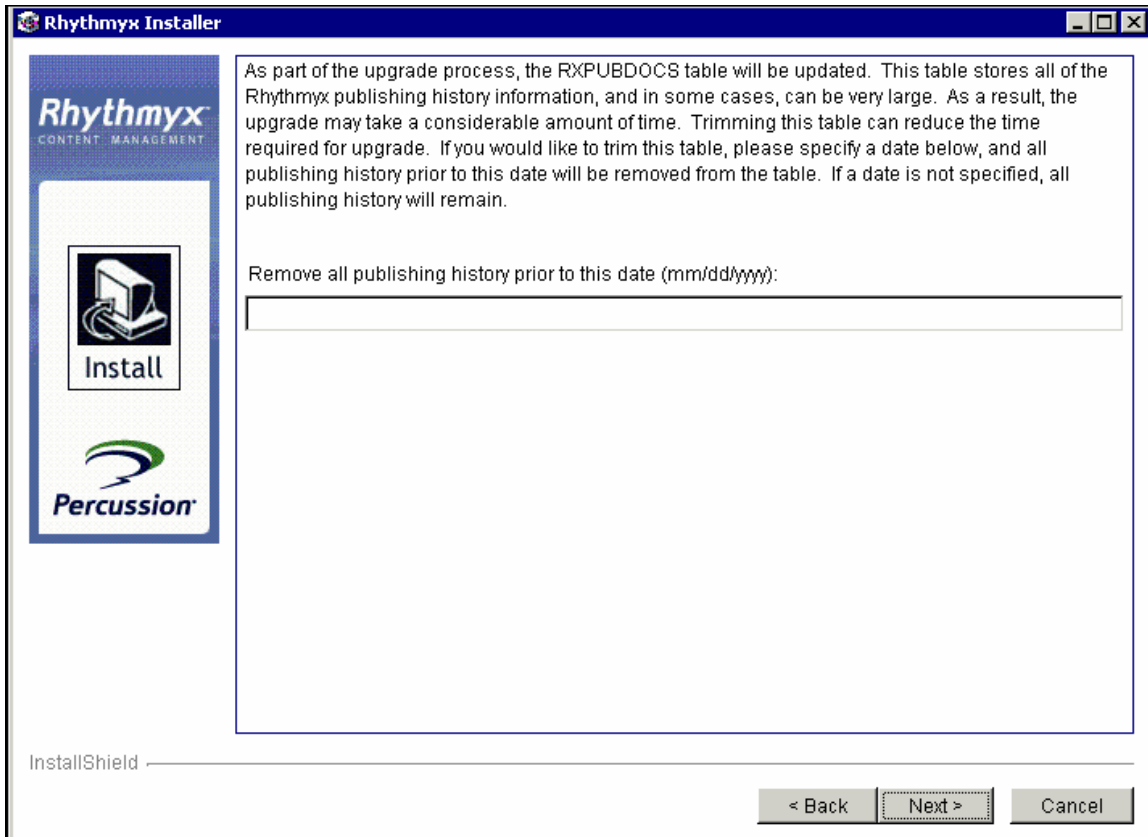 Rhythmyx Installer
Rhythmyx
CONTENT MANAGEMENT
Install
Percussion
As part of the upgrade process, the RXPUBDOCS table will be updated. This table stores all of the
Rhythmyx publishing history information, and in some cases, can be very large. As a result, the
upgrade may take a considerable amount of time. Trimming this table can reduce the time
required for upgrade. If you would like to trim this table, please specify a date below, and all
publishing history prior to this date will be removed from the table. If a date is not specified, all
publishing history will remain.
Remove all publishing history prior to this date (mm/dd/yyyy):
InstallShield
< Back
Next >
Cancel